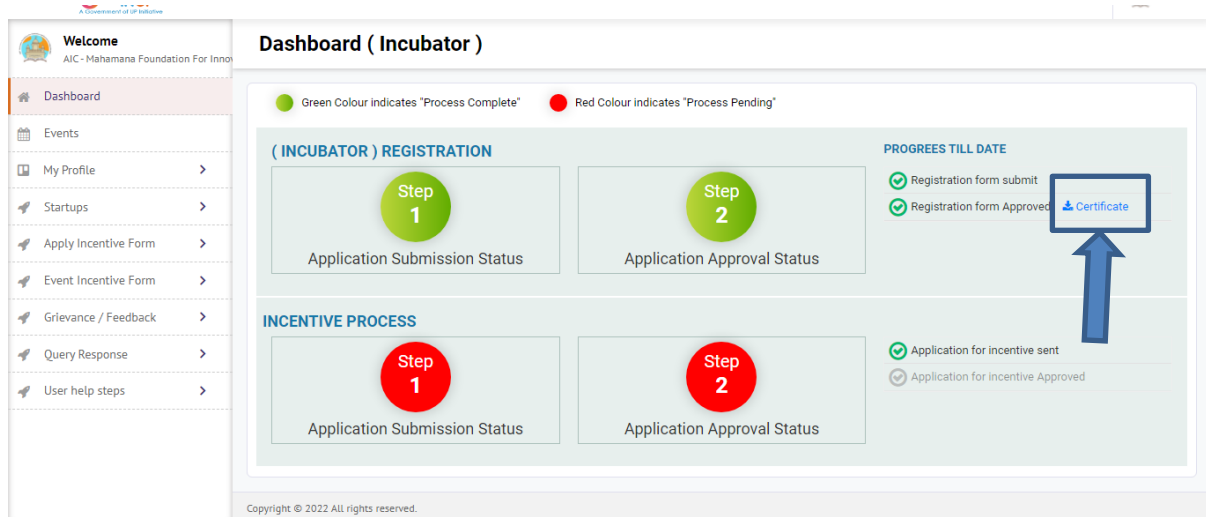 A Government of UP Initiative
Welcome
AIC - Mahamana Foundation For Innov
Dashboard ( Incubator )
Dashboard
Events
My Profile
Startups
Apply Incentive Form
Event Incentive Form
Grievance / Feedback
Query Response
User help steps
Green Colour indicates "Process Complete"
Red Colour indicates "Process Pending"
( INCUBATOR ) REGISTRATION
Step
1
Application Submission Status
Step
2
Application Approval Status
PROGREES TILL DATE
Registration form submit
Registration form Approved Certificate
INCENTIVE PROCESS
Step
1
Application Submission Status
Step
2
Application Approval Status
Application for incentive sent
Application for incentive Approved
Copyright © 2022 All rights reserved.